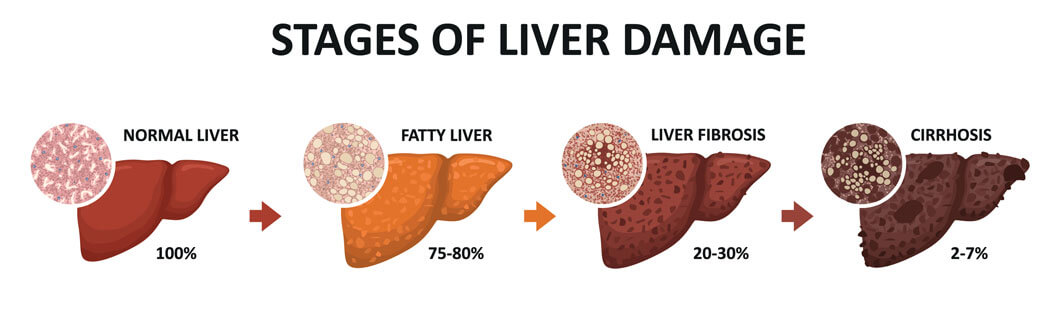 STAGES OF LIVER DAMAGE
NORMAL LIVER
100%
FATTY LIVER
75-80%
LIVER FIBROSIS
20-30%
CIRRHOSIS
2-7%